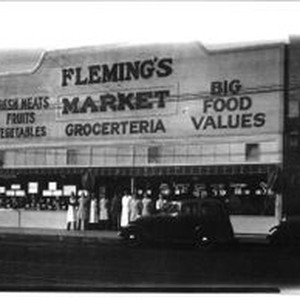 FLEMING'S
MARKET
GROCERTERIA
FRESH MEATS
FRUITS
VEGETABLES
BIG
FOOD
VALUES